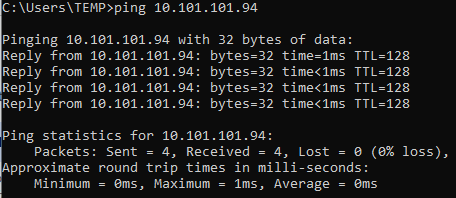 C:\Users\TEMP>ping 10.101.101.94
Pinging 10.101.101.94 with 32 bytes of data:
Reply from 10.101.101.94: bytes=32 time=1ms TTL=128
Reply from 10.101.101.94: bytes=32 time<1ms TTL=128
Reply from 10.101.101.94: bytes=32 time<1ms TTL=128
Reply from 10.101.101.94: bytes=32 time<1ms TTL=128
Ping statistics for 10.101.101.94:
    Packets: Sent = 4, Received = 4, Lost = 0 (0% loss),
Approximate round trip times in milli-seconds:
    Minimum = 0ms, Maximum = 1ms, Average = 0ms